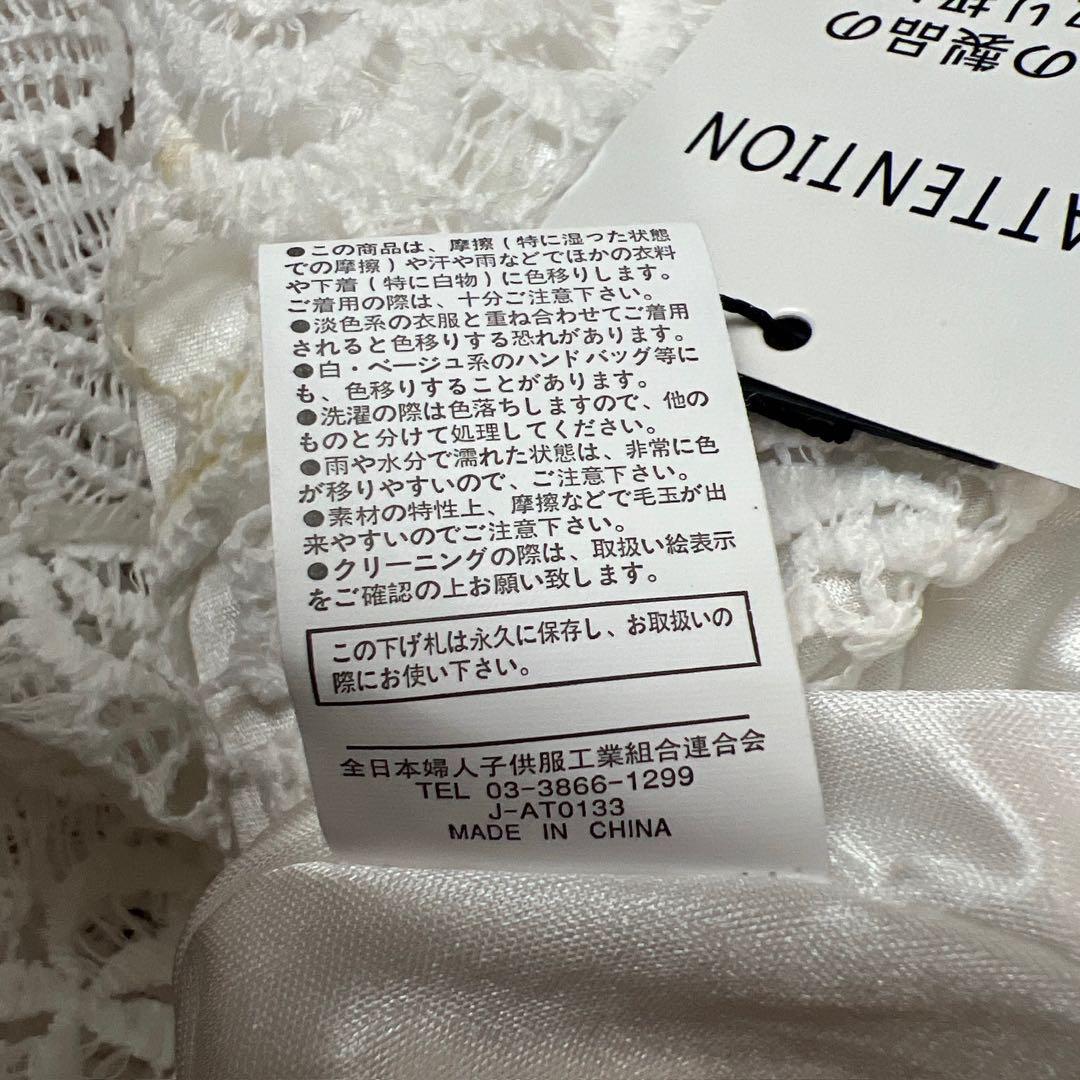 ●この商品は、摩擦(特に湿った状態
での摩擦)や汗や雨などでほかの衣料
や下着(特に白物)に色移りします。
ご着用の際は、十分ご注意下さい。
●淡色系の衣服と重ね合わせてご着用
されると色移りする恐れがあります。
●白・ベージュ系のハンドバッグ等に
も、色移りすることがあります。
●洗濯の際は色落ちしますので、他の
ものと分けて処理してください。
●雨や水分で濡れた状態は、非常に色
が移りやすいので、ご注意下さい。
●素材の特性上、摩擦などで毛玉が出
来やすいのでご注意下さい。
●クリーニングの際は、取扱い絵表示
をご確認の上お願い致します。
この下げ札は永久に保存し、お取扱いの
際にお使い下さい。
全日本婦人子供服工業組合連合会
TEL 03-3866-1299
J-AT0133
MADE IN CHINA
ATTENTION
の製品の